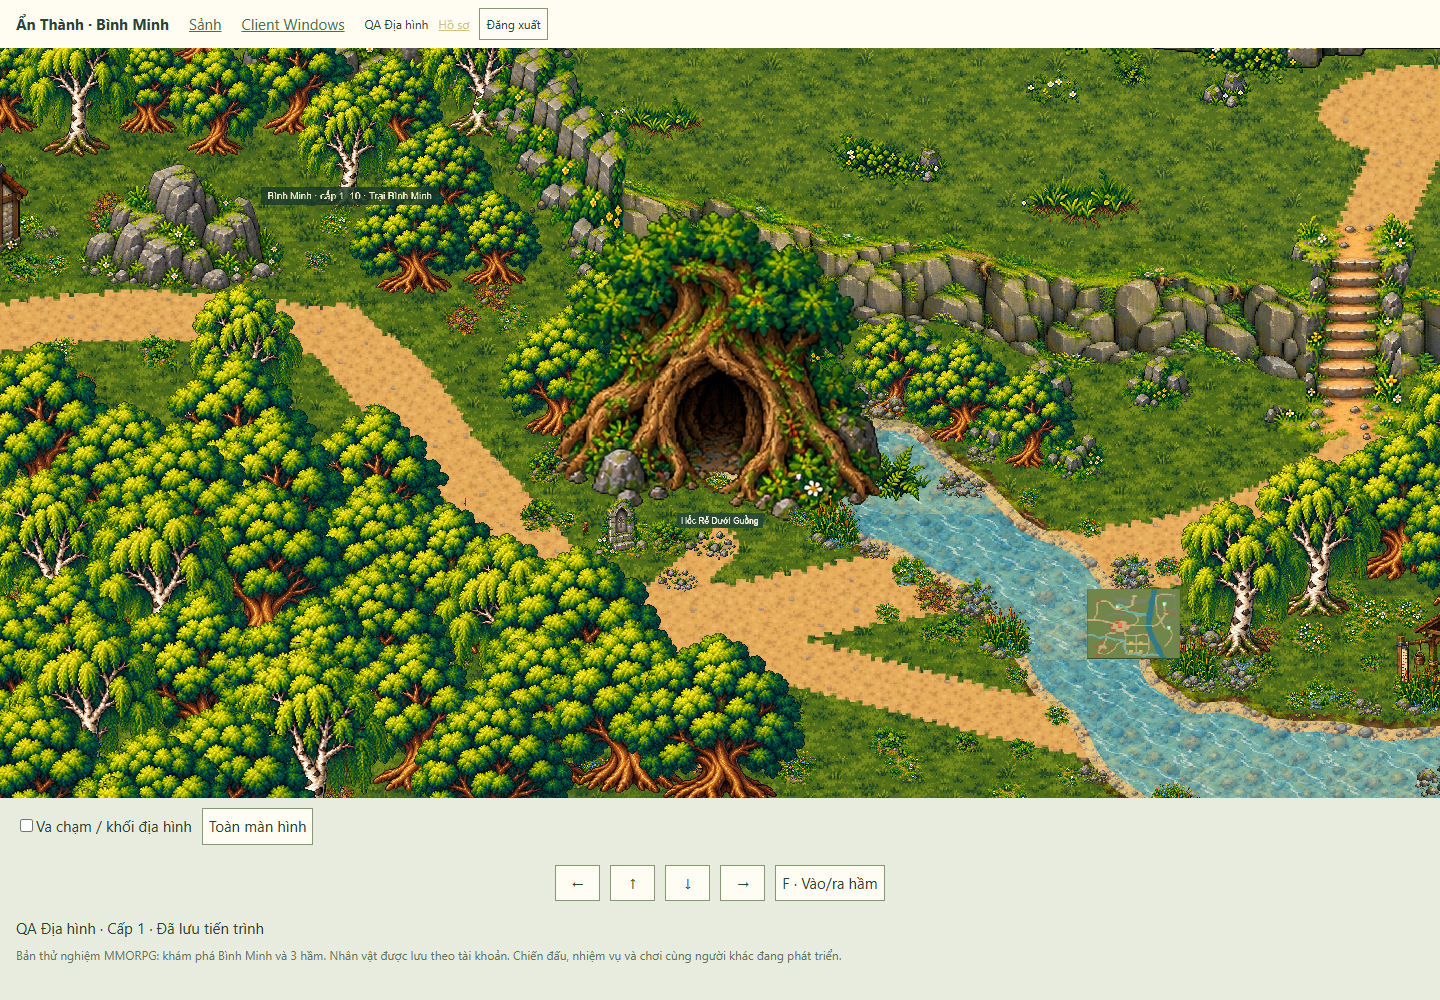 Ẩn Thành · Bình Minh Sảnh Client Windows QA Địa hình Hồ sơ Đăng xuất
Bình Minh · cấp 1 10 · Trại Bình Minh
Hốc Rễ Dưới Guồng
Va chạm / khối địa hình Toàn màn hình
← ↑ ↓ → F · Vào/ra hầm
QA Địa hình · Cấp 1 · Đã lưu tiến trình
Bản thử nghiệm MMORPG: khám phá Bình Minh và 3 hầm. Nhân vật được lưu theo tài khoản. Chiến đấu, nhiệm vụ và chơi cùng người khác đang phát triển.